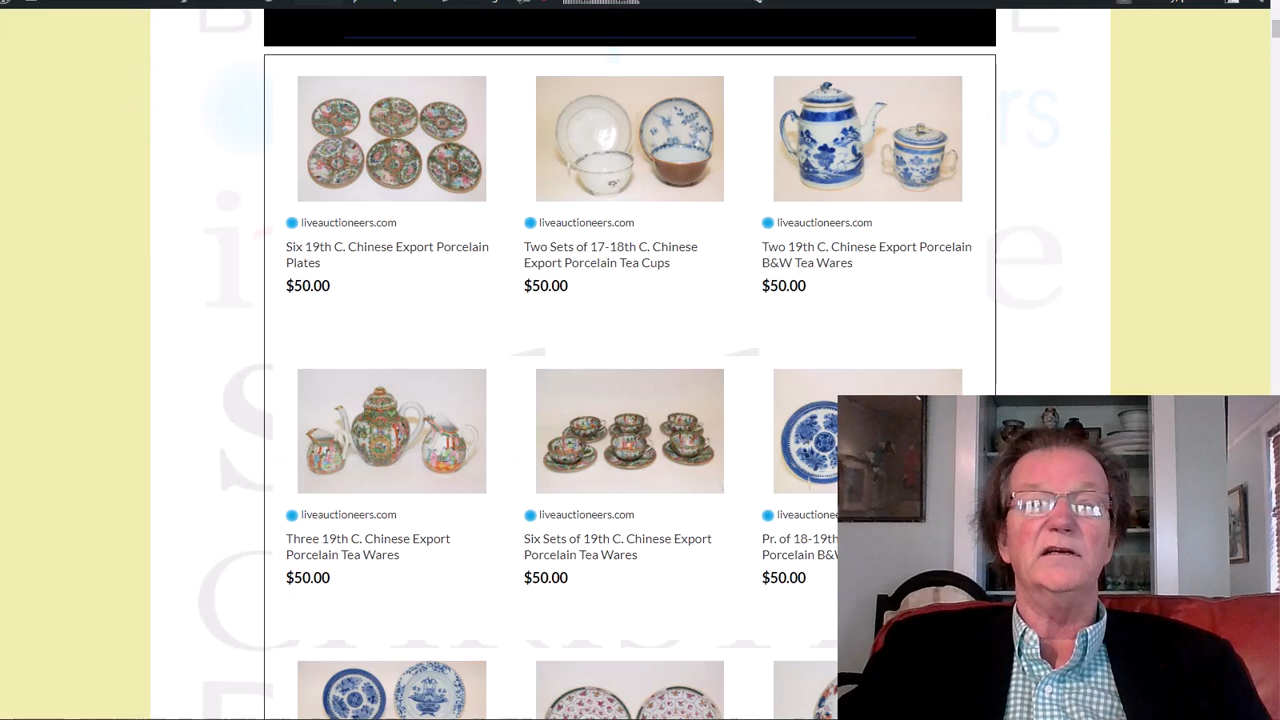 liveauctioneers.com
liveauctioneers.com
liveauctioneers.com
Six 19th C. Chinese Export Porcelain
Plates
Two Sets of 17-18th C. Chinese
Export Porcelain Tea Cups
Two 19th C. Chinese Export Porcelain
B&W Tea Wares
$50.00
$50.00
$50.00
liveauctioneers.com
liveauctioneers.com
Three 19th C. Chinese Export
Porcelain Tea Wares
Six Sets of 19th C. Chinese Export
Porcelain Tea Wares
Pr. of 18-19th
Porcelain B&W
$50.00
$50.00
$50.00